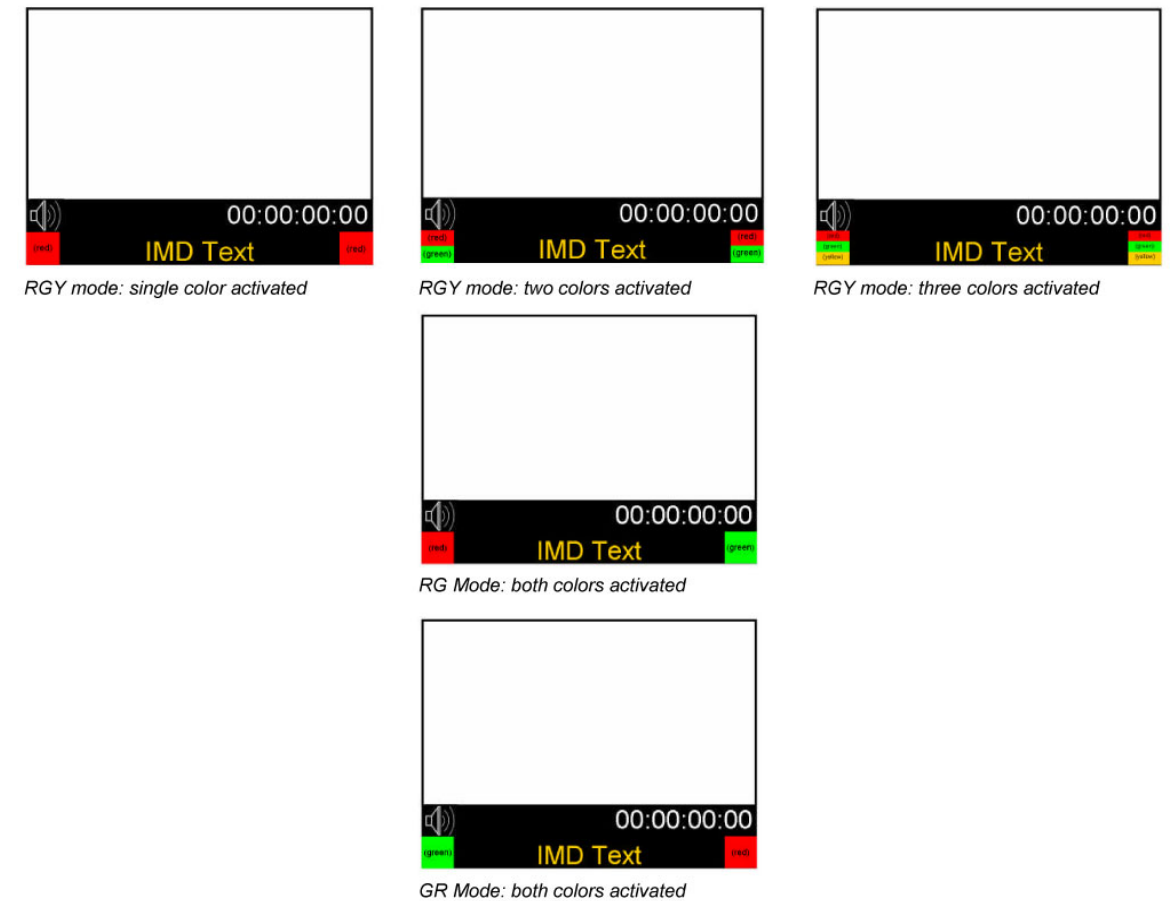 00:00:00:00
(red) IMD Text (red)
RGY mode: single color activated
00:00:00:00
(red) (red)
(green) IMD Text (green)
RGY mode: two colors activated
00:00:00:00
(red) (red)
(green) IMD Text (green)
(yellow) (yellow)
RGY mode: three colors activated
00:00:00:00
(red) IMD Text (green)
RG Mode: both colors activated
00:00:00:00
(green) IMD Text (red)
GR Mode: both colors activated